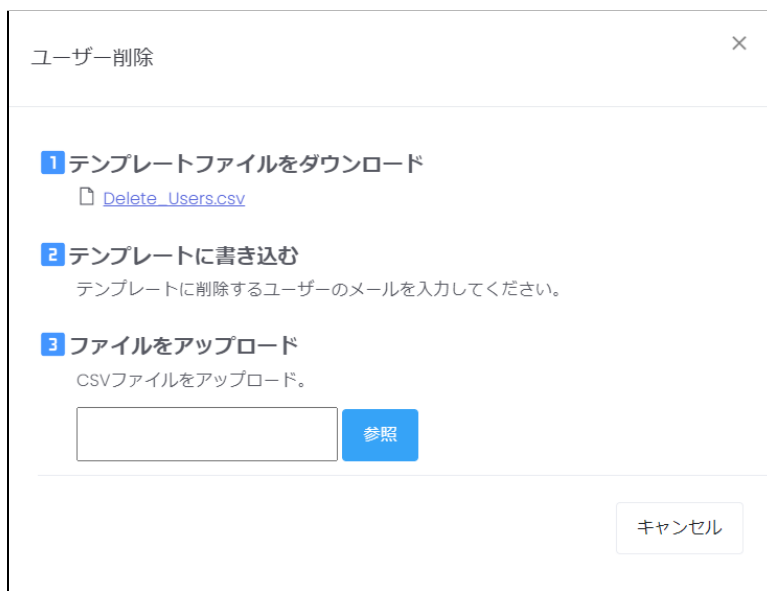 ユーザー削除
×
1 テンプレートファイルをダウンロード
Delete_Users.csv
2 テンプレートに書き込む
テンプレートに削除するユーザーのメールを入力してください。
3 ファイルをアップロード
CSVファイルをアップロード。
参照
キャンセル